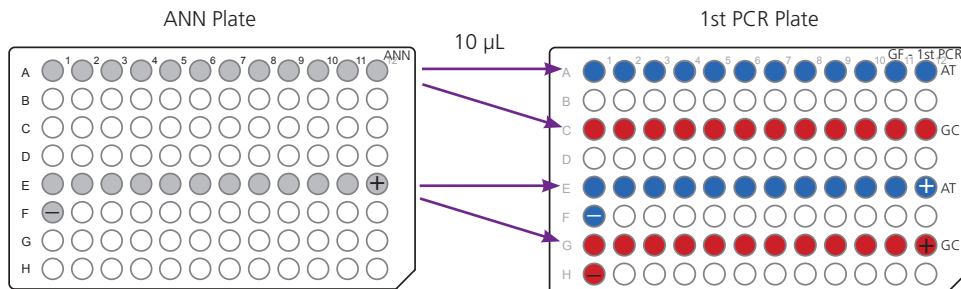 ANN Plate
10 µL
1st PCR Plate
ANN
1 2 3 4 5 6 7 8 9 10 11 12
A
B
C
D
E +
F −
G
H
GF - 1st PCR
1 2 3 4 5 6 7 8 9 10 11 12
A AT
B
C GC
D
E + AT
F −
G + GC
H −